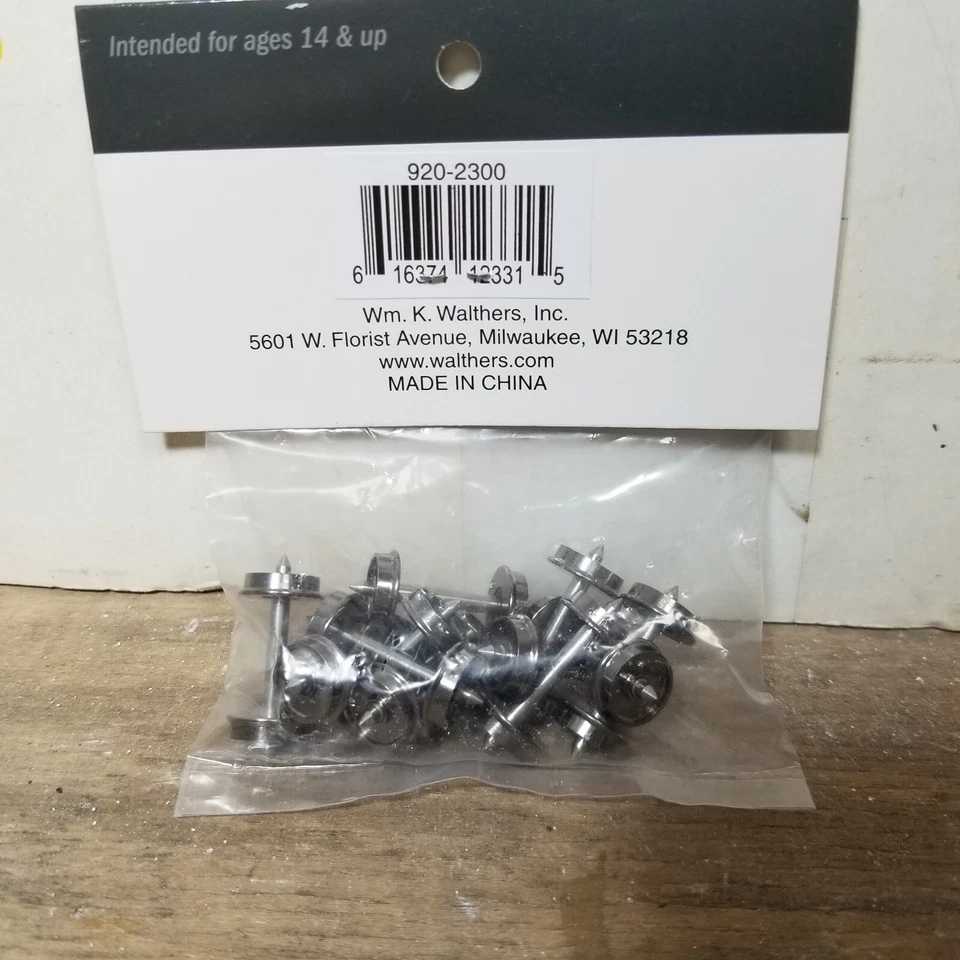 Intended for ages 14 & up
920-2300
6 16374 12331 5
Wm. K. Walthers, Inc.
5601 W. Florist Avenue, Milwaukee, WI 53218
www.walthers.com
MADE IN CHINA